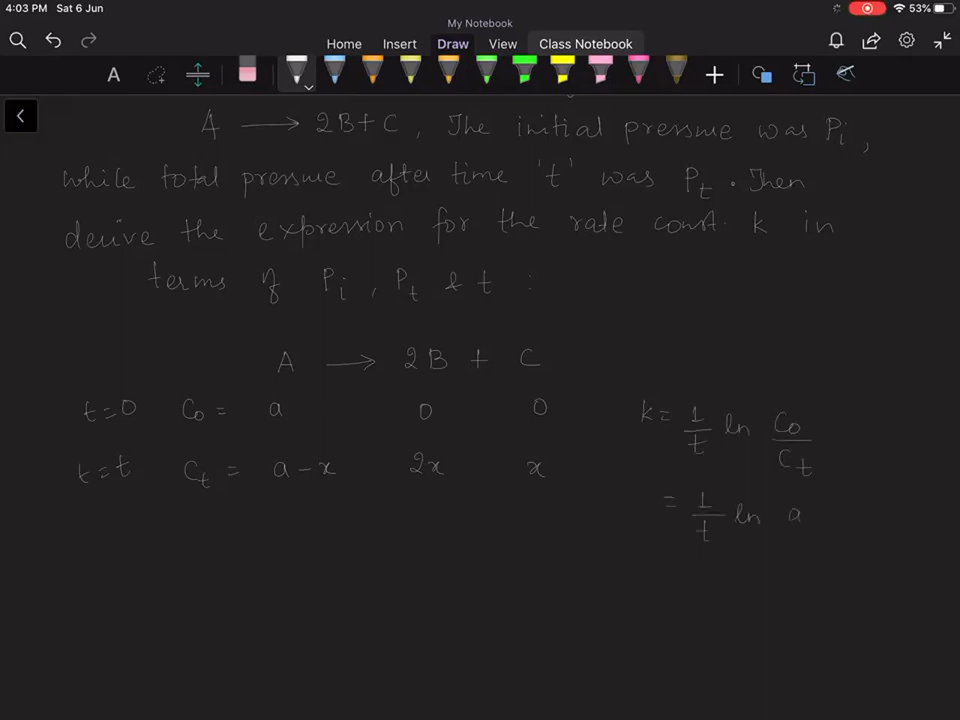 4:03 PM Sat 6 Jun
53%
My Notebook
Home Insert Draw View Class Notebook
A
A → 2B + C, The initial pressure was Pi,
while total pressure after time 't' was Pt. Then
derive the expression for the rate const. k in
terms of Pi, Pt & t :
A → 2B + C
t=0 C0 = a 0 0
t=t Ct = a-x 2x x
k = 1/t ln C0/Ct
= 1/t ln a